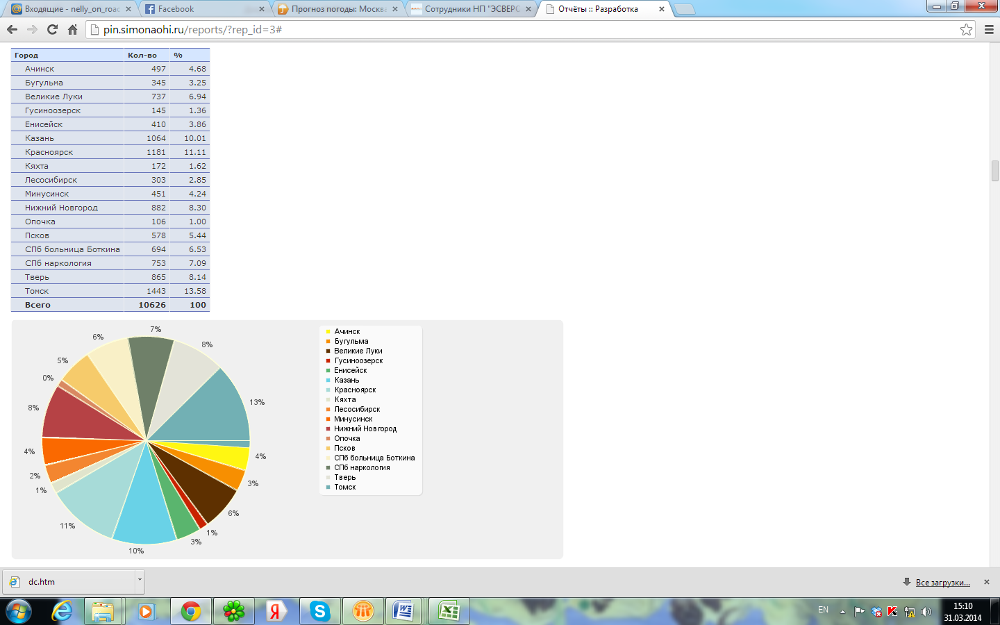 Входящие - nelly_on_road
Facebook
Прогноз погоды: Москва
Сотрудники НП "ЭСВЕРО
Отчёты :: Разработка
pin.simonaohi.ru/reports/?rep_id=3#
Город Кол-во %
Ачинск 497 4.68
Бугульма 345 3.25
Великие Луки 737 6.94
Гусиноозерск 145 1.36
Енисейск 410 3.86
Казань 1064 10.01
Красноярск 1181 11.11
Кяхта 172 1.62
Лесосибирск 303 2.85
Минусинск 451 4.24
Нижний Новгород 882 8.30
Опочка 106 1.00
Псков 578 5.44
СПб больница Боткина 694 6.53
СПб наркология 753 7.09
Тверь 865 8.14
Томск 1443 13.58
Всего 10626 100
7%
8%
13%
4%
3%
6%
1%
3%
10%
11%
1%
2%
4%
8%
0%
5%
6%
Ачинск
Бугульма
Великие Луки
Гусиноозерск
Енисейск
Казань
Красноярск
Кяхта
Лесосибирск
Минусинск
Нижний Новгород
Опочка
Псков
СПб больница Боткина
СПб наркология
Тверь
Томск
dc.htm
Все загрузки...
EN
15:10
31.03.2014